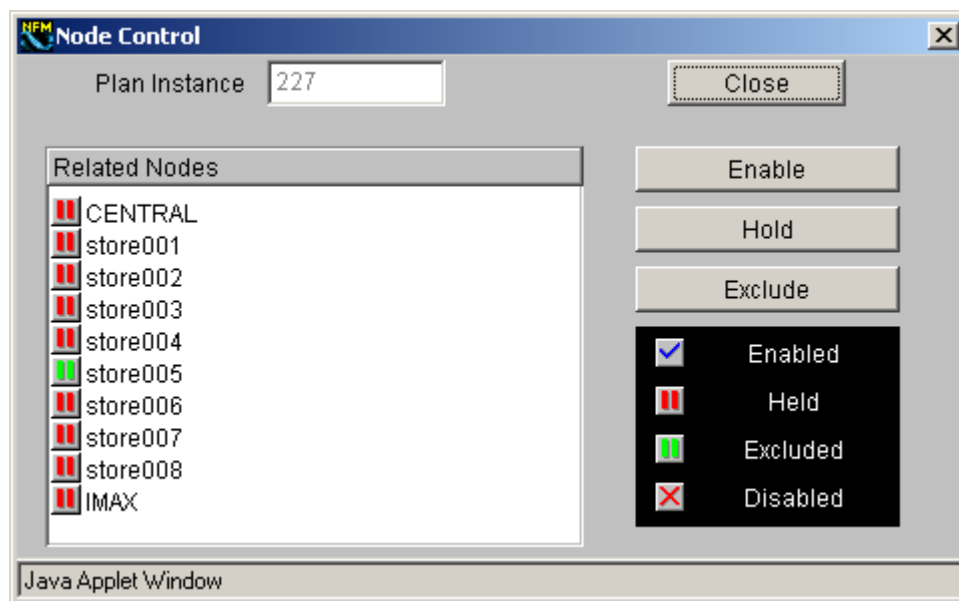 NFM Node Control
Plan Instance 227 Close
Related Nodes
CENTRAL
store001
store002
store003
store004
store005
store006
store007
store008
IMAX
Enable
Hold
Exclude
Enabled
Held
Excluded
Disabled
Java Applet Window